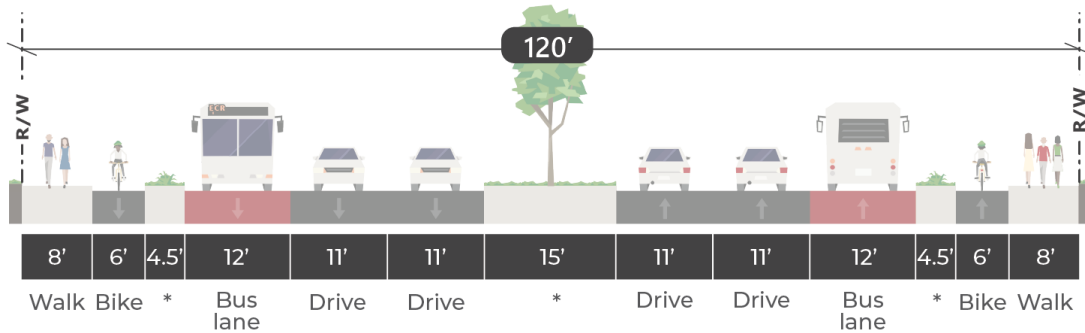 120’
R/W
R/W
ECR
8’ 6’ 4.5’ 12’ 11’ 11’ 15’ 11’ 11’ 12’ 4.5’ 6’ 8’
Walk Bike * Bus lane Drive Drive * Drive Drive Bus lane * Bike Walk